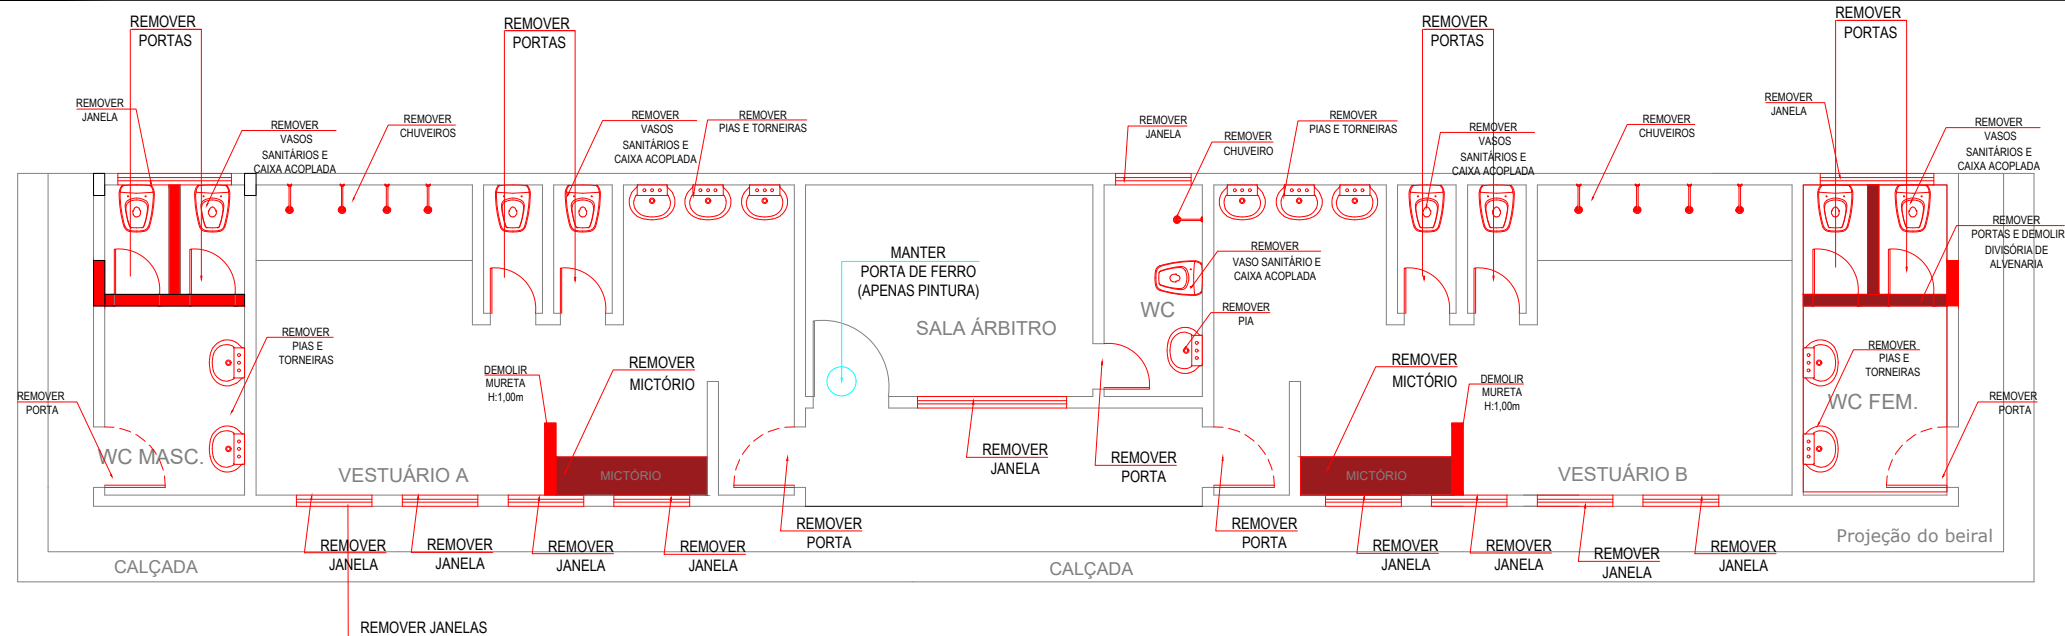 REMOVER
PORTAS
REMOVER
PORTAS
REMOVER
PORTAS
REMOVER
PORTAS
REMOVER
JANELA
REMOVER
VASOS
SANITÁRIOS E
CAIXA ACOPLADA
REMOVER
CHUVEIROS
REMOVER
VASOS
SANITÁRIOS E
CAIXA ACOPLADA
REMOVER
PIAS E TORNEIRAS
REMOVER
JANELA
REMOVER
CHUVEIRO
REMOVER
PIAS E TORNEIRAS
REMOVER
VASOS
SANITÁRIOS E
CAIXA ACOPLADA
REMOVER
CHUVEIROS
REMOVER
JANELA
REMOVER
VASOS
SANITÁRIOS E
CAIXA ACOPLADA
REMOVER
PORTAS E DEMOLIR
DIVISÓRIA DE
ALVENARIA
MANTER
PORTA DE FERRO
(APENAS PINTURA)
REMOVER
VASO SANITÁRIO E
CAIXA ACOPLADA
WC
REMOVER
PIA
SALA ÁRBITRO
REMOVER
PIAS E
TORNEIRAS
REMOVER
PIAS E
TORNEIRAS
DEMOLIR
MURETA
H:1,00m
REMOVER
MICTÓRIO
REMOVER
MICTÓRIO
DEMOLIR
MURETA
H:1,00m
REMOVER
PORTA
WC FEM.
REMOVER
PORTA
WC MASC.
VESTUÁRIO A
MICTÓRIO
REMOVER
JANELA
REMOVER
PORTA
MICTÓRIO
VESTUÁRIO B
REMOVER
PORTA
REMOVER
PORTA
Projeção do beiral
REMOVER
JANELA
REMOVER
JANELA
REMOVER
JANELA
REMOVER
JANELA
REMOVER
JANELA
REMOVER
JANELA
REMOVER
JANELA
REMOVER
JANELA
CALÇADA
CALÇADA
REMOVER JANELAS